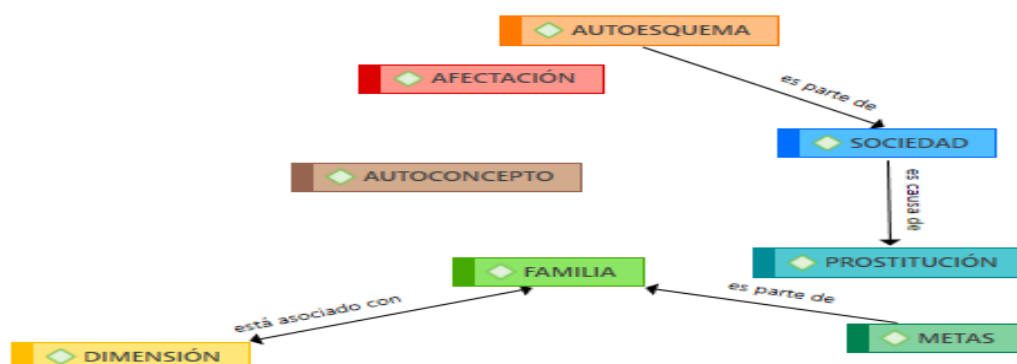 AUTOESQUEMA
AFECTACIÓN
es parte de
SOCIEDAD
AUTOCONCEPTO
es causa de
PROSTITUCIÓN
FAMILIA
es parte de
está asociado con
METAS
DIMENSIÓN